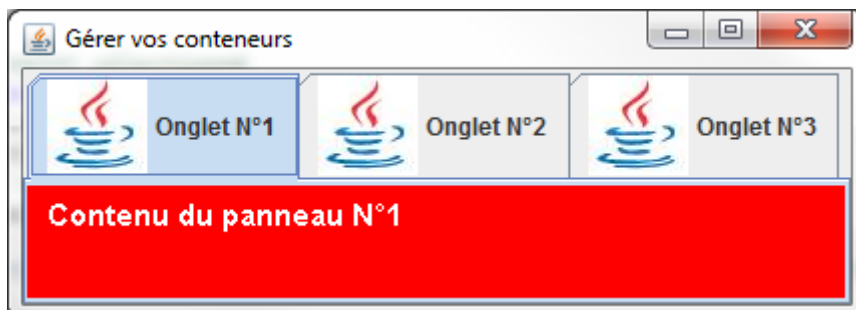 Gérer vos conteneurs
Onglet N°1 Onglet N°2 Onglet N°3
Contenu du panneau N°1